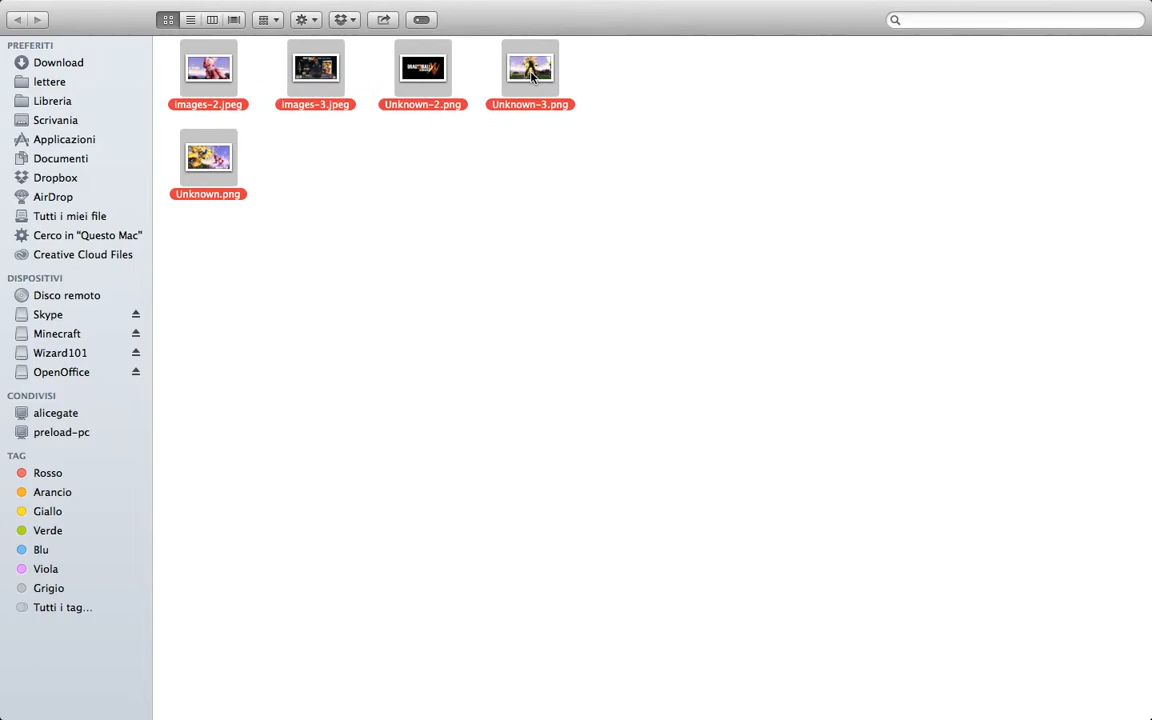 PREFERITI
Download
lettere
Libreria
Scrivania
Applicazioni
Documenti
Dropbox
AirDrop
Tutti i miei file
Cerco in "Questo Mac"
Creative Cloud Files
DISPOSITIVI
Disco remoto
Skype
Minecraft
Wizard101
OpenOffice
CONDIVISI
alicegate
preload-pc
TAG
Rosso
Arancio
Giallo
Verde
Blu
Viola
Grigio
Tutti i tag...
images-2.jpeg
images-3.jpeg
Unknown-2.png
Unknown-3.png
Unknown.png